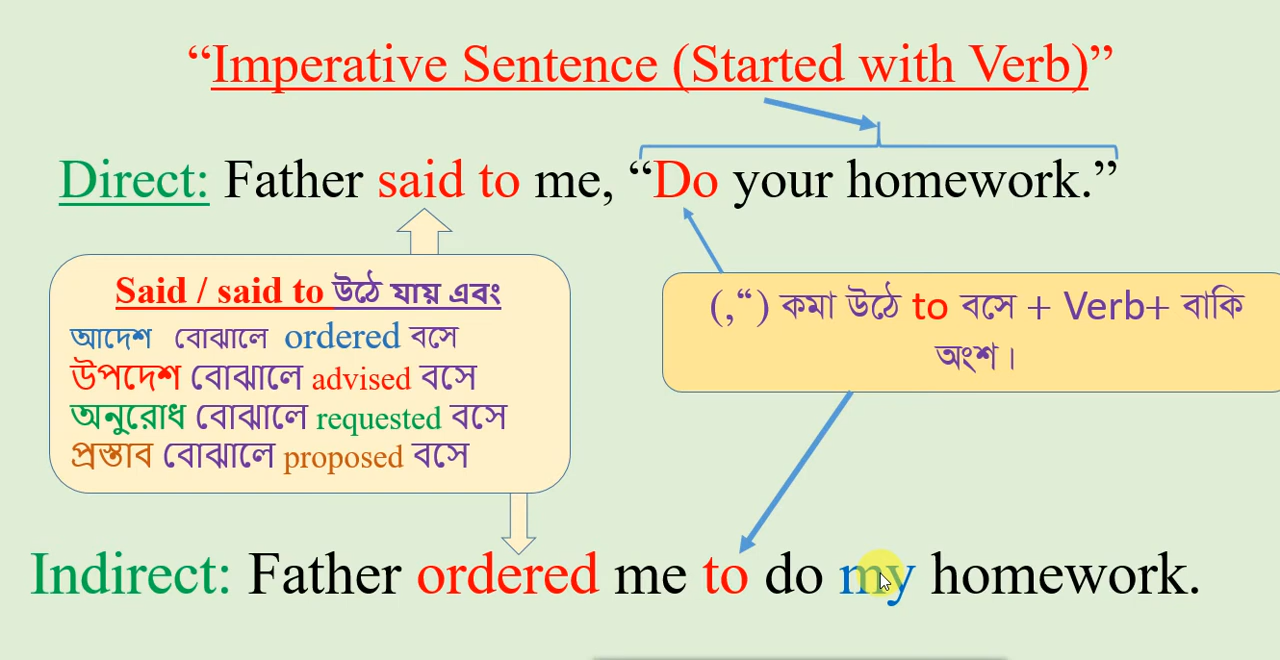 “Imperative Sentence (Started with Verb)”
Direct: Father said to me, “Do your homework.”
Said / said to উঠে যায় এবং
আদেশ বোঝালে ordered বসে
উপদেশ বোঝালে advised বসে
অনুরোধ বোঝালে requested বসে
প্রস্তাব বোঝালে proposed বসে
(,“) কমা উঠে to বসে + Verb+ বাকি
অংশ।
Indirect: Father ordered me to do my homework.